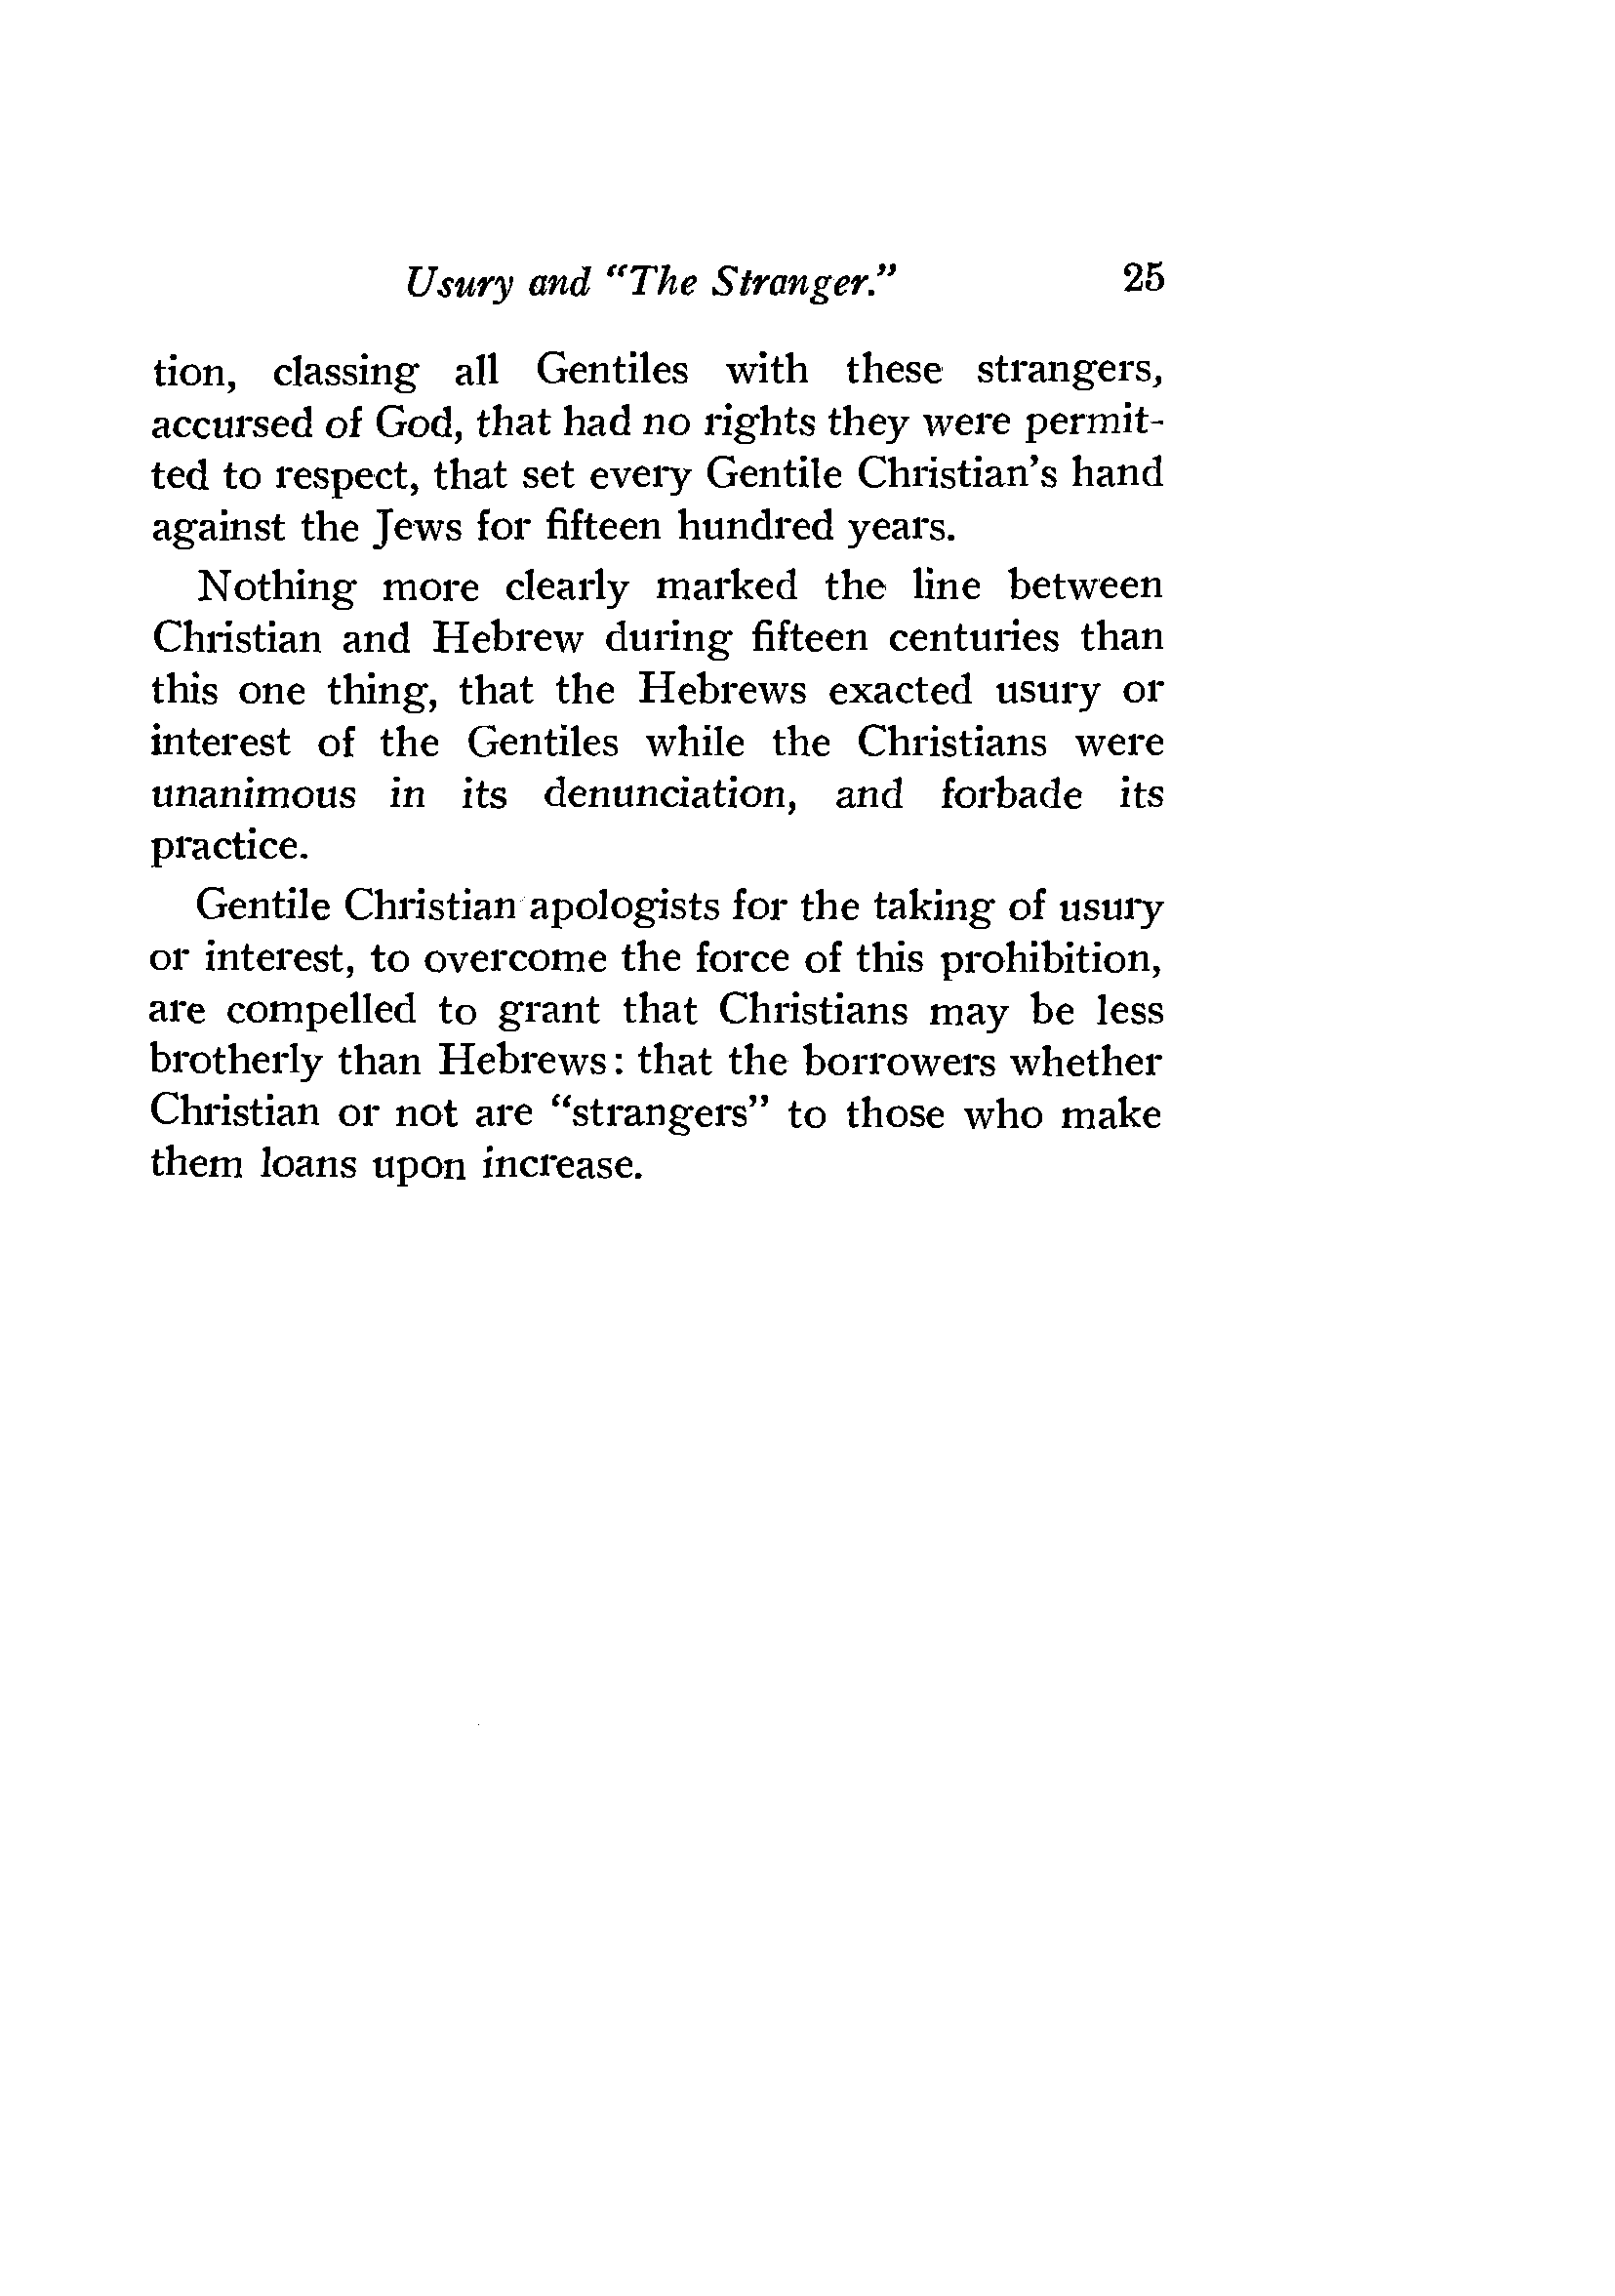 Usury and “The Stranger.” 25
tion, classing all Gentiles with these strangers,
accursed of God, that had no rights they were permit-
ted to respect, that set every Gentile Christian’s hand
against the Jews for fifteen hundred years.
Nothing more clearly marked the line between
Christian and Hebrew during fifteen centuries than
this one thing, that the Hebrews exacted usury or
interest of the Gentiles while the Christians were
unanimous in its denunciation, and forbade its
practice.
Gentile Christian apologists for the taking of usury
or interest, to overcome the force of this prohibition,
are compelled to grant that Christians may be less
brotherly than Hebrews: that the borrowers whether
Christian or not are “strangers” to those who make
them loans upon increase.